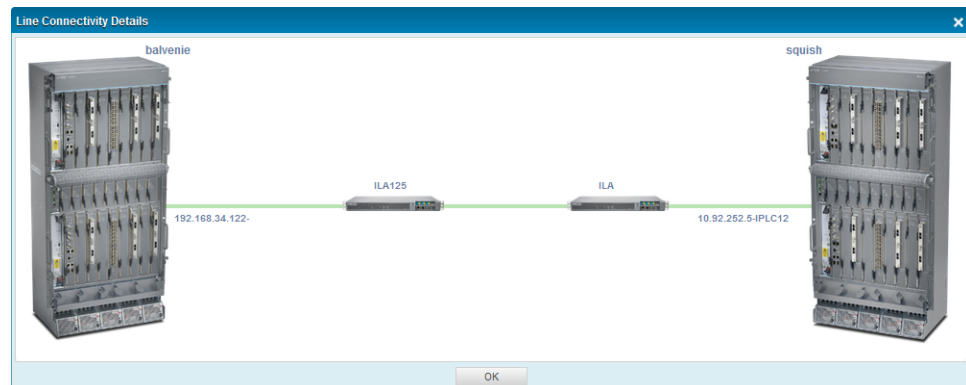 Line Connectivity Details
balvenie
squish
ILA125
ILA
192.168.34.122-
10.92.252.5-IPLC12
OK